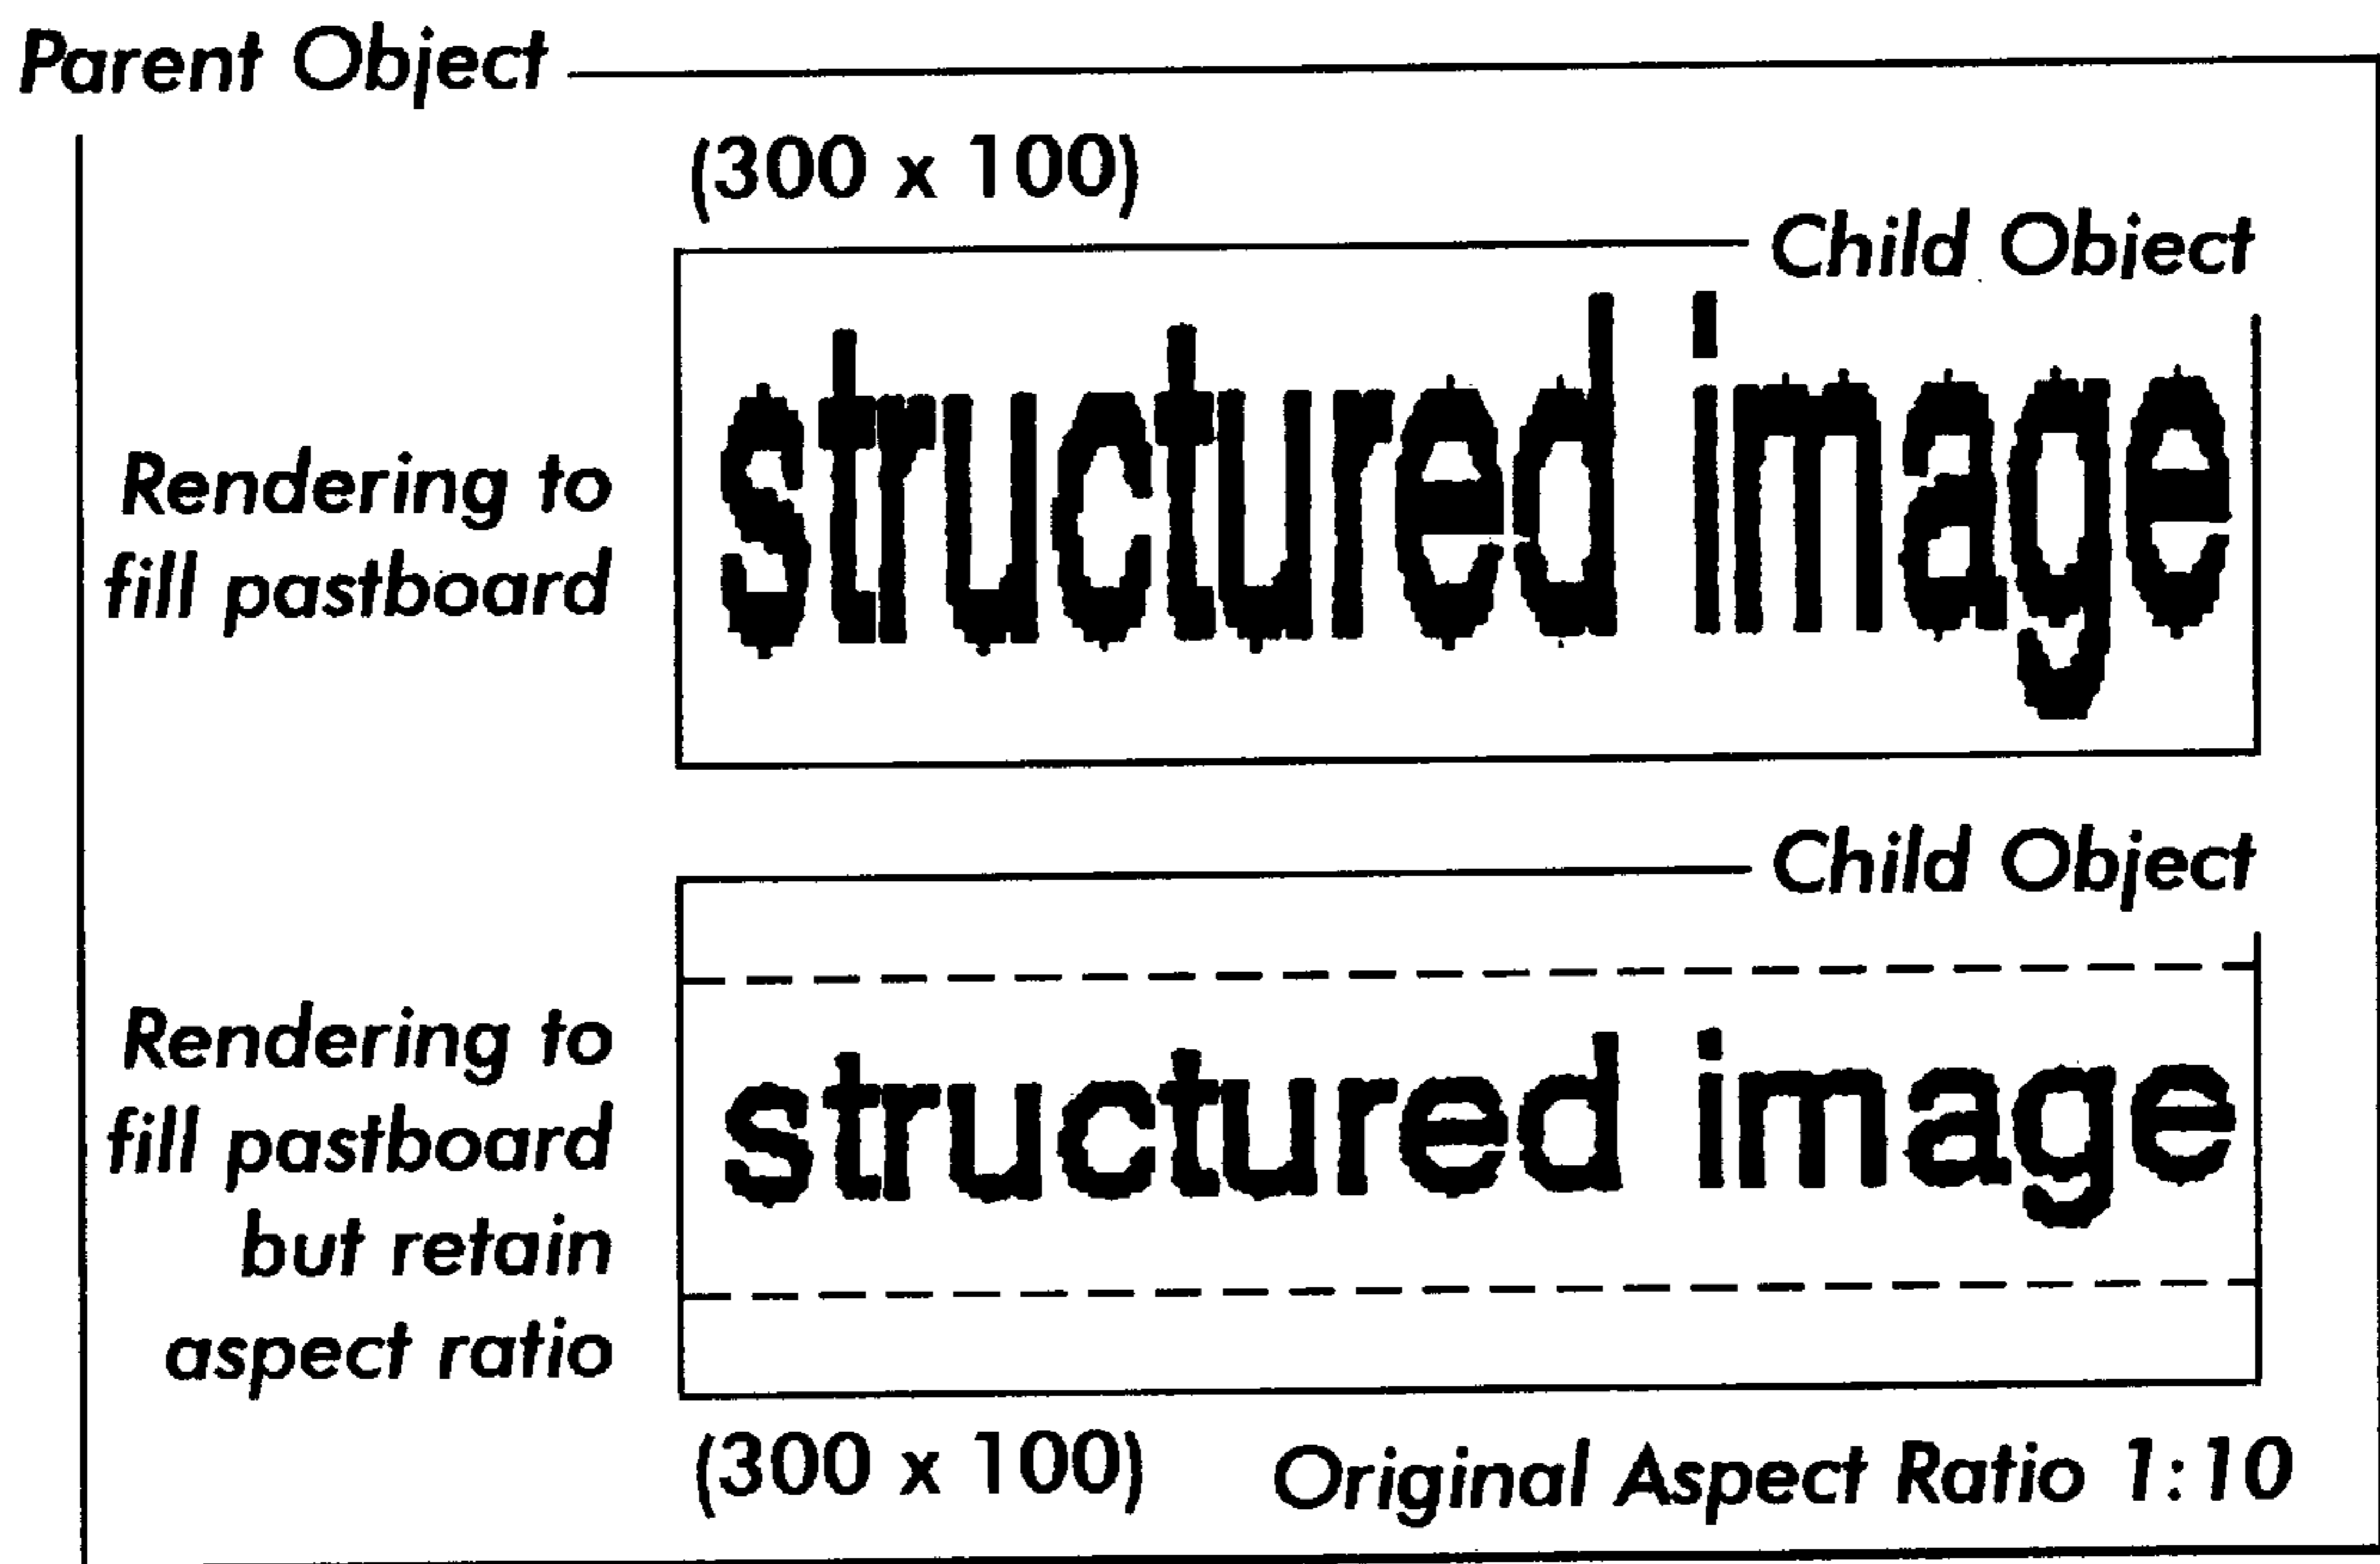 Parent Object
(300 x 100)
Child Object
structured image
Rendering to
fill pastboard
Child Object
structured image
Rendering to
fill pastboard
but retain
aspect ratio
(300 x 100)
Original Aspect Ratio 1:10